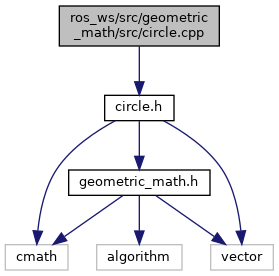 ros_ws/src/geometric
_math/src/circle.cpp
circle.h
geometric_math.h
cmath
algorithm
vector